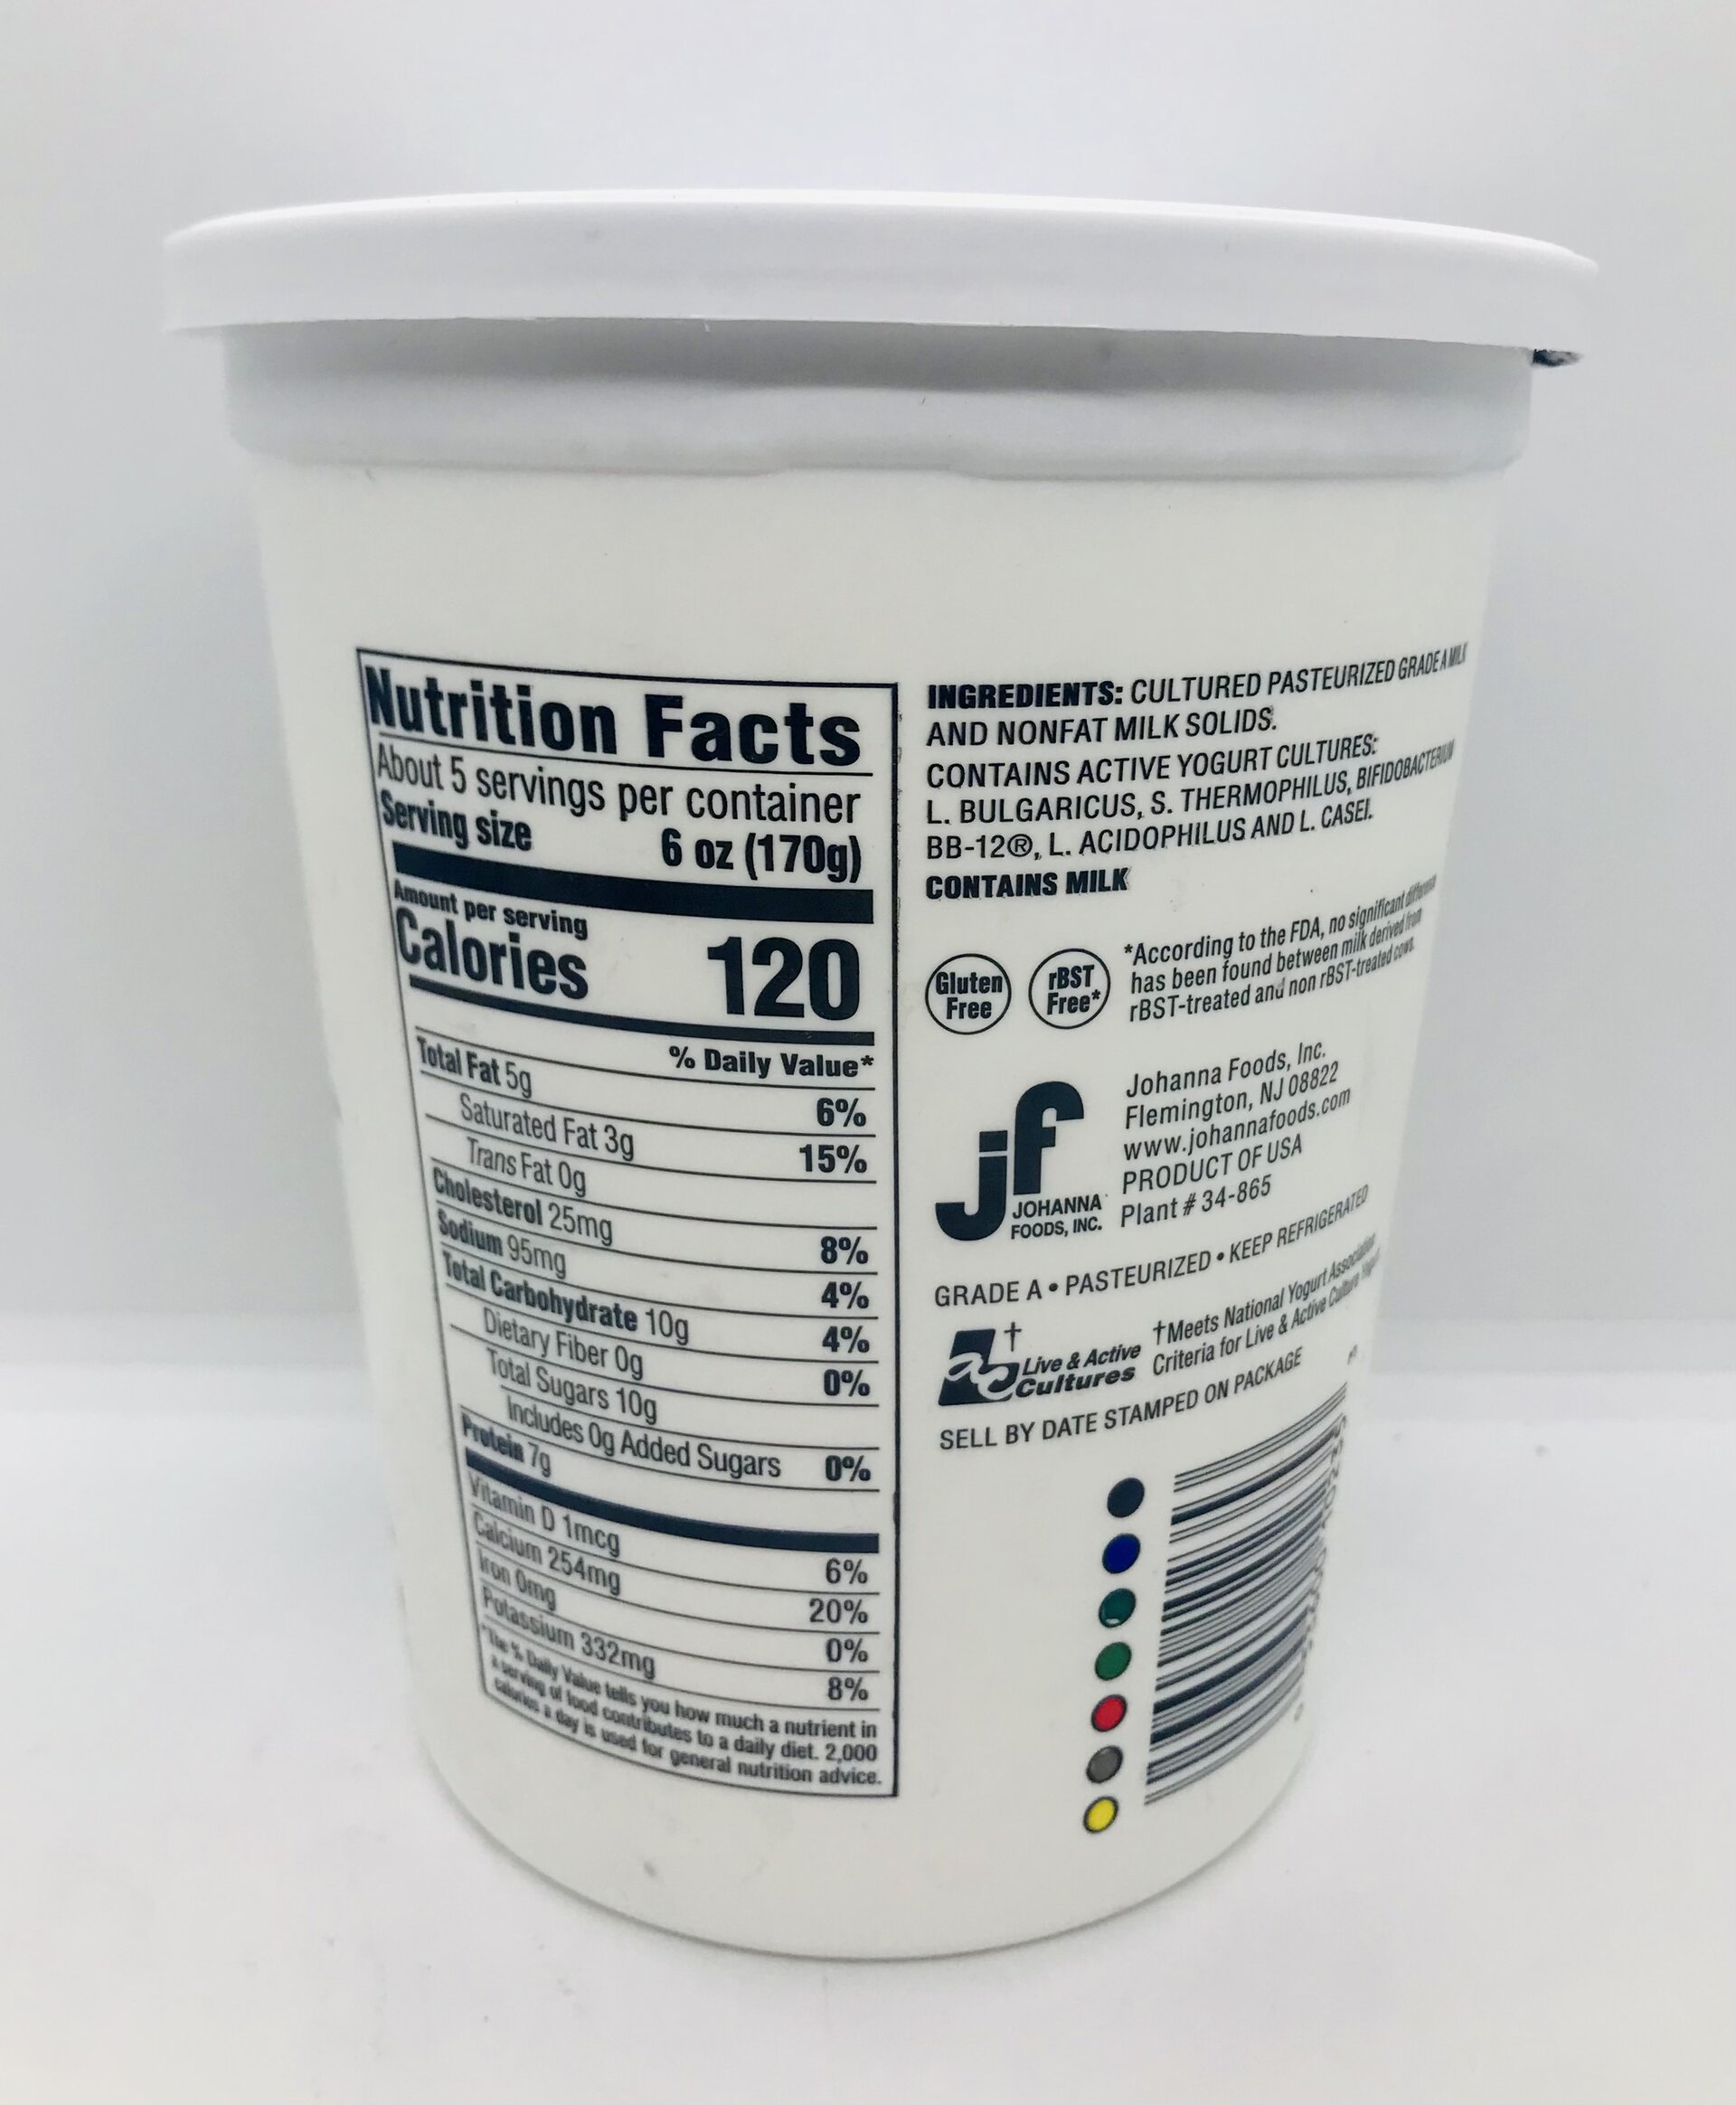 Nutrition Facts
About 5 servings per container
Serving size 6 oz (170g)
Amount per serving
Calories 120
% Daily Value*
Total Fat 5g 6%
Saturated Fat 3g 15%
Trans Fat 0g
Cholesterol 25mg 8%
Sodium 95mg 4%
Total Carbohydrate 10g 4%
Dietary Fiber 0g 0%
Total Sugars 10g
Includes 0g Added Sugars 0%
Protein 7g
Vitamin D 1mcg 6%
Calcium 254mg 20%
Iron 0mg 0%
Potassium 332mg 8%
*The % Daily Value tells you how much a nutrient in
a serving of food contributes to a daily diet. 2,000
calories a day is used for general nutrition advice.
INGREDIENTS: CULTURED PASTEURIZED GRADE A MILK
AND NONFAT MILK SOLIDS.
CONTAINS ACTIVE YOGURT CULTURES:
L. BULGARICUS, S. THERMOPHILUS, BIFIDOBACTERIUM
BB-12®, L. ACIDOPHILUS AND L. CASEI.
CONTAINS MILK
Gluten
Free
rBST
Free*
*According to the FDA, no significant difference
has been found between milk derived from
rBST-treated and non rBST-treated cows.
jf
JOHANNA
FOODS, INC.
Johanna Foods, Inc.
Flemington, NJ 08822
www.johannafoods.com
PRODUCT OF USA
Plant # 34-865
GRADE A • PASTEURIZED • KEEP REFRIGERATED
ac†
Live & Active
Cultures
†Meets National Yogurt Association
Criteria for Live & Active Culture Yogurt
SELL BY DATE STAMPED ON PACKAGE